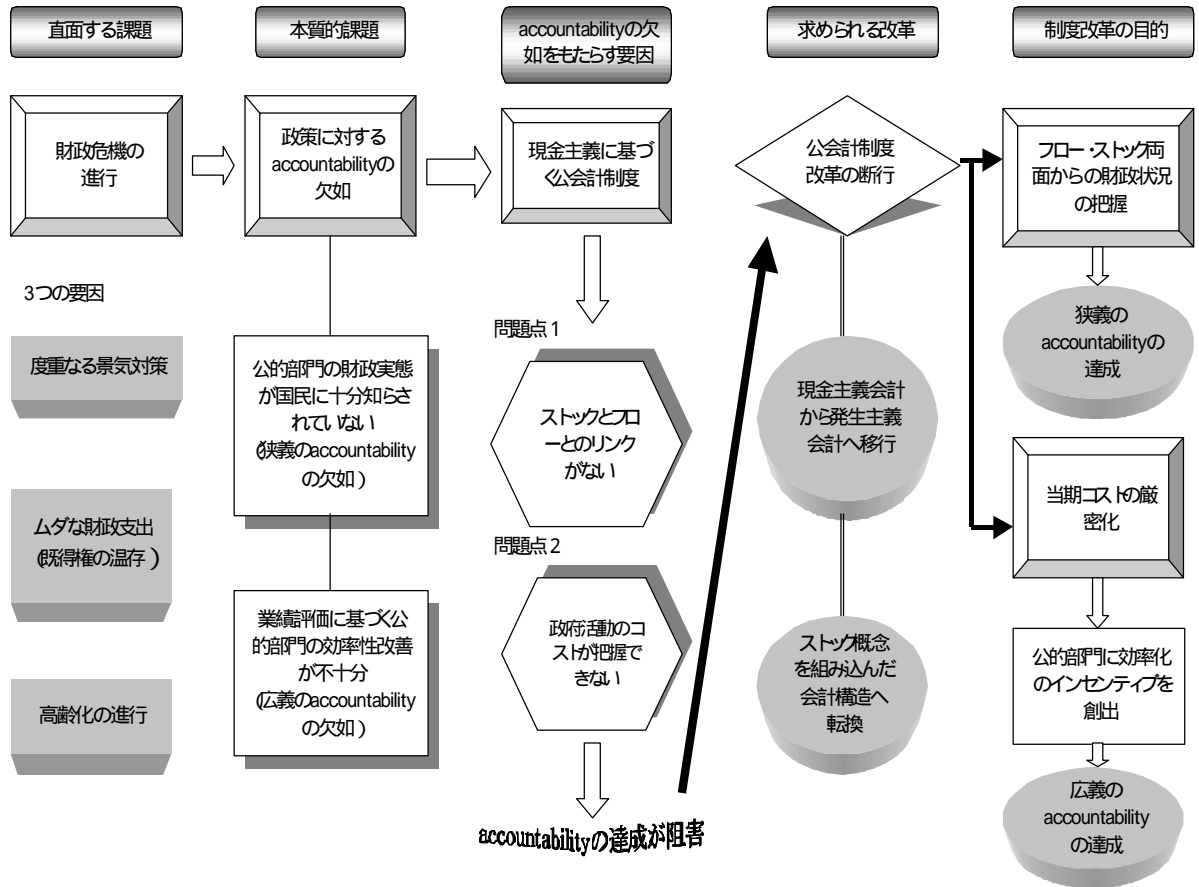 直面する課題
本質的課題
accountabilityの欠
如をもたらす要因
求められる改革
制度改革の目的
財政危機の
進行
3つの要因
度重なる景気対策
ムダな財政支出
(既得権の温存)
高齢化の進行
政策に対する
accountabilityの
欠如
公的部門の財政実態
が国民に十分知らさ
れていない
(狭義のaccountability
の欠如)
業績評価に基づく公
的部門の効率性改善
が不十分
(広義のaccountability
の欠如)
現金主義に基づ
く公会計制度
問題点1
ストックとフロ
ーとのリンク
がない
問題点2
政府活動のコ
ストが把握で
きない
accountabilityの達成が阻害
公会計制度
改革の断行
現金主義会計
から発生主義
会計へ移行
ストック概念
を組み込んだ
会計構造へ
転換
フロー・ストック両
面からの財政状況
の把握
狭義の
accountabilityの
達成
当期コストの厳
密化
公的部門に効率化
のインセンティブを
創出
広義の
accountability
の達成